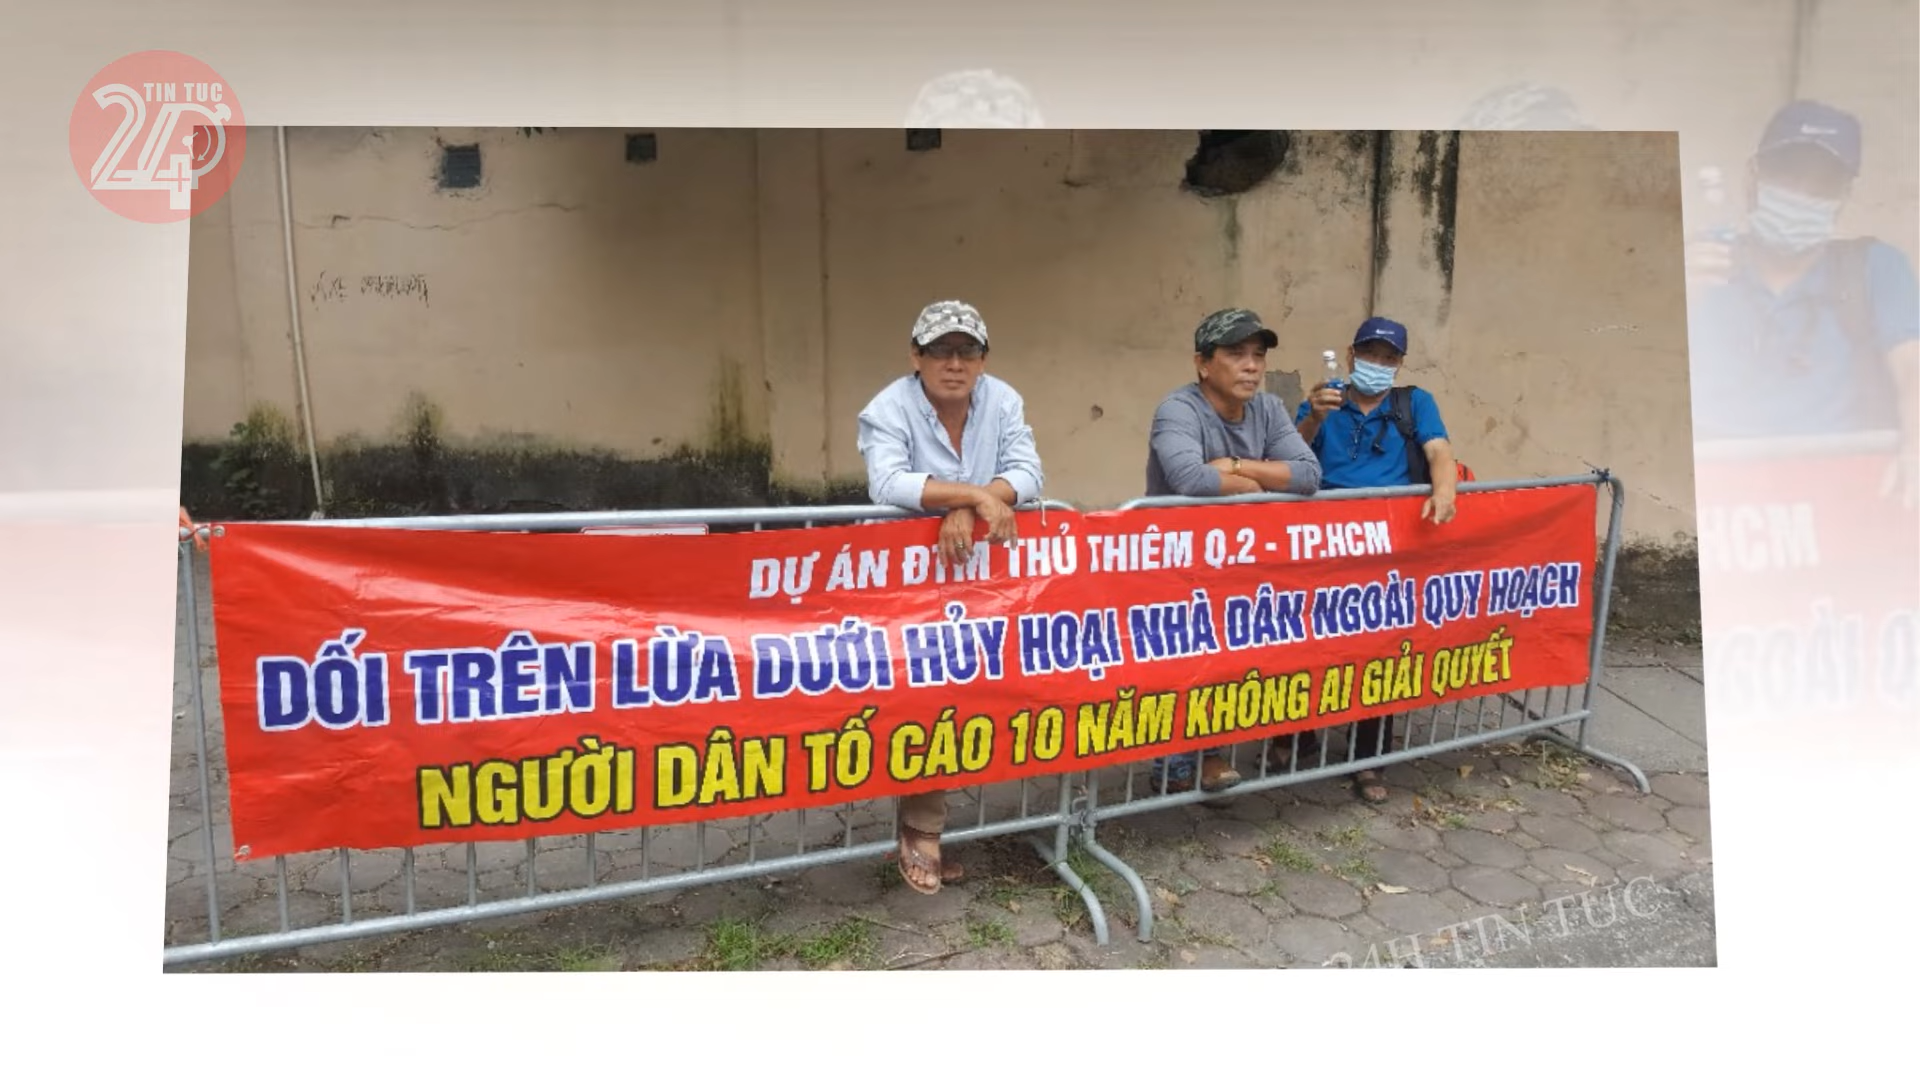 TIN TỨC
24
DỰ ÁN ĐTM THỦ THIÊM Q.2 - TP.HCM
DỐI TRÊN LỪA DƯỚI HỦY HOẠI NHÀ DÂN NGOÀI QUY HOẠCH
NGƯỜI DÂN TỐ CÁO 10 NĂM KHÔNG AI GIẢI QUYẾT
24H TIN TỨC